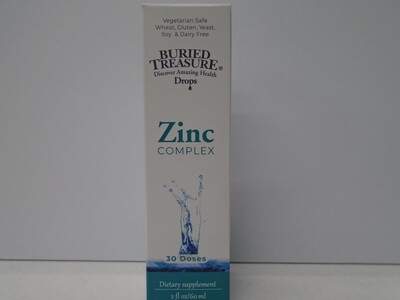 Vegetarian Safe
Wheat, Gluten, Yeast,
Soy & Dairy Free
BURIED
TREASURE®
Discover Amazing Health
Drops
Zinc
COMPLEX
30 Doses
Dietary supplement
2 fl oz/60 ml